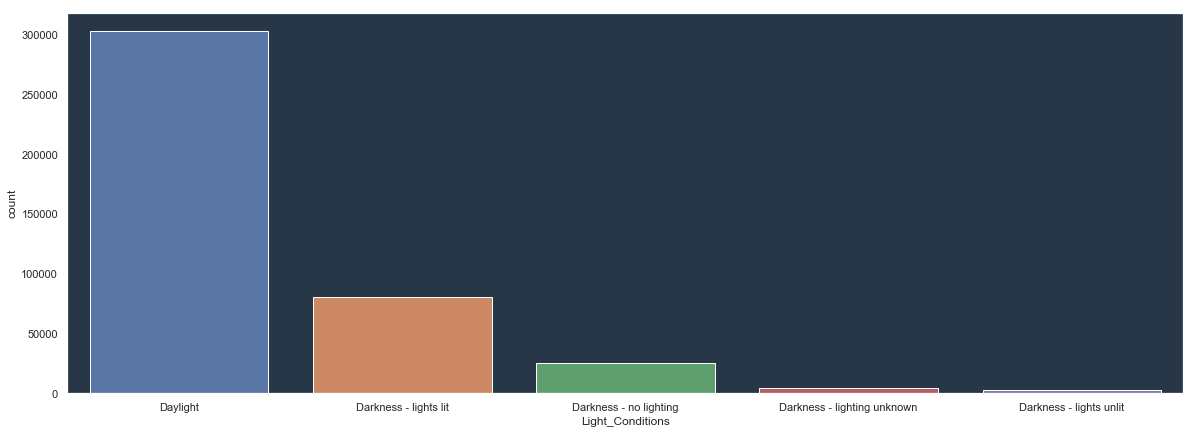 300000
250000
200000
150000
100000
50000
0
count
Daylight
Darkness - lights lit
Darkness - no lighting
Darkness - lighting unknown
Darkness - lights unlit
Light_Conditions